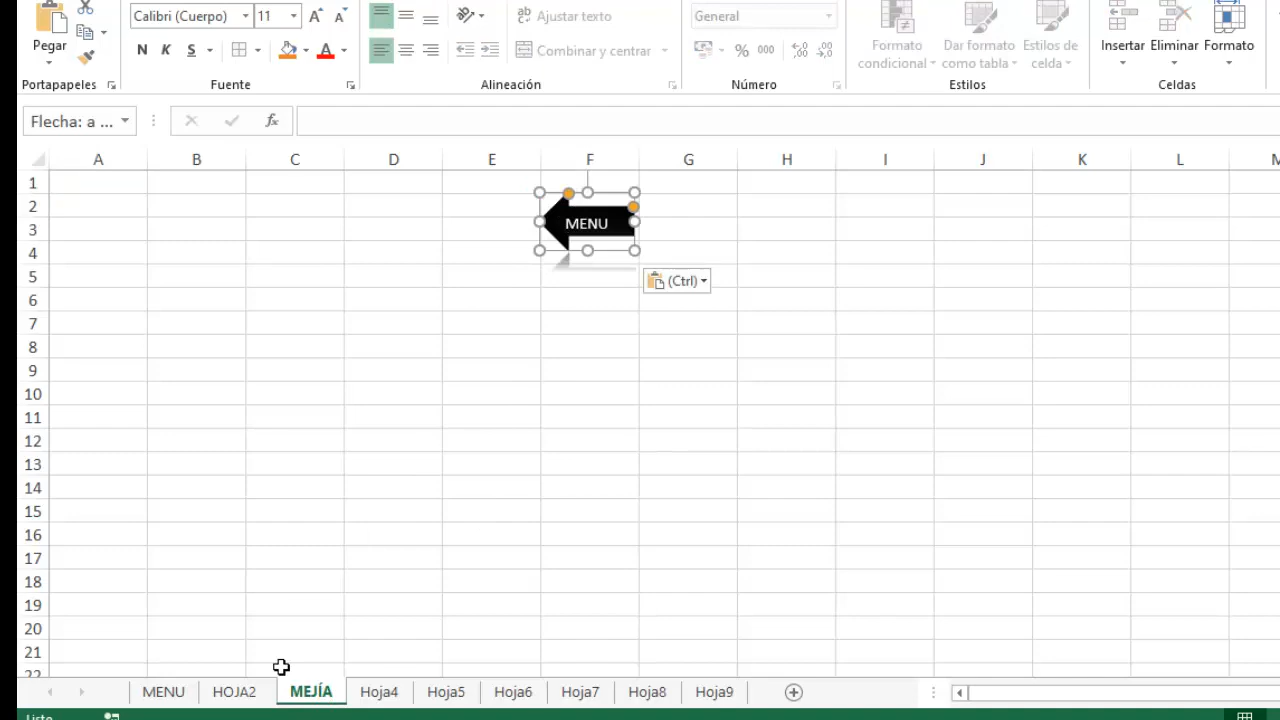 Calibri (Cuerpo) 11 Ajustar texto General
Pegar N K S A Combinar y centrar % 000 Formato condicional Dar formato como tabla Estilos de celda Insertar Eliminar Formato
Portapapeles Fuente Alineación Número Estilos Celdas
Flecha: a ... fx
A B C D E F G H I J K L M
1
2
3
MENU
4
5
(Ctrl)
6
7
8
9
10
11
12
13
14
15
16
17
18
19
20
21
22
MENU HOJA2 MEJÍA Hoja4 Hoja5 Hoja6 Hoja7 Hoja8 Hoja9
Listo